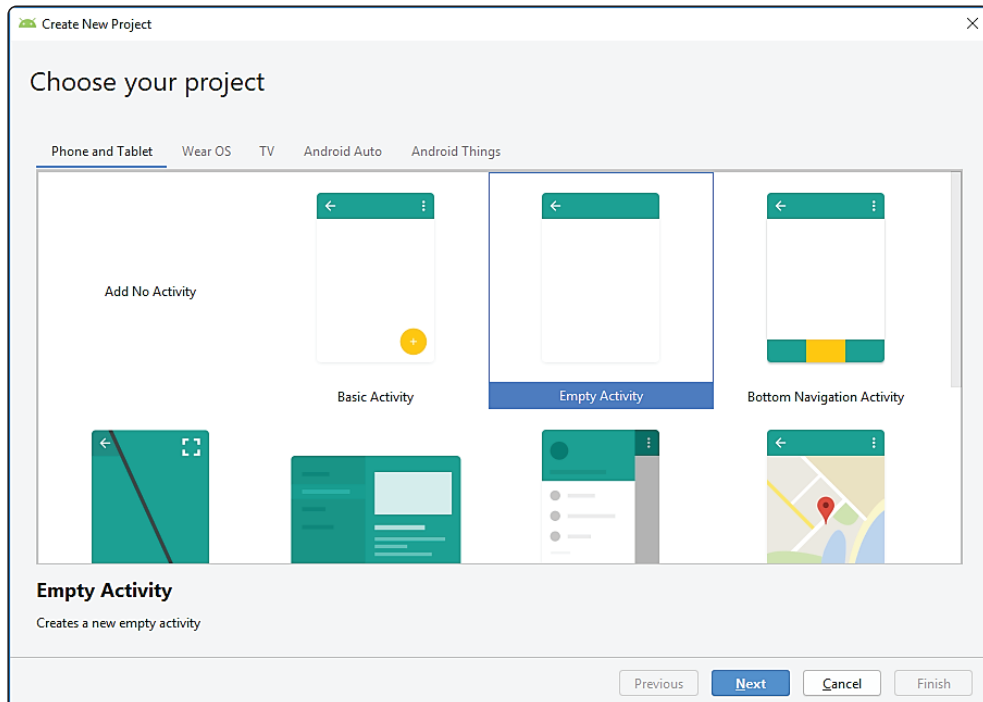 Create New Project
Choose your project
Phone and Tablet Wear OS TV Android Auto Android Things
Add No Activity
Basic Activity
Empty Activity
Bottom Navigation Activity
Empty Activity
Creates a new empty activity
Previous Next Cancel Finish